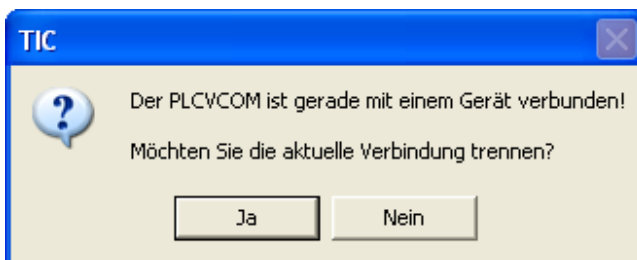 TIC
Der PLCVCOM ist gerade mit einem Gerät verbunden!
Möchten Sie die aktuelle Verbindung trennen?
Ja Nein